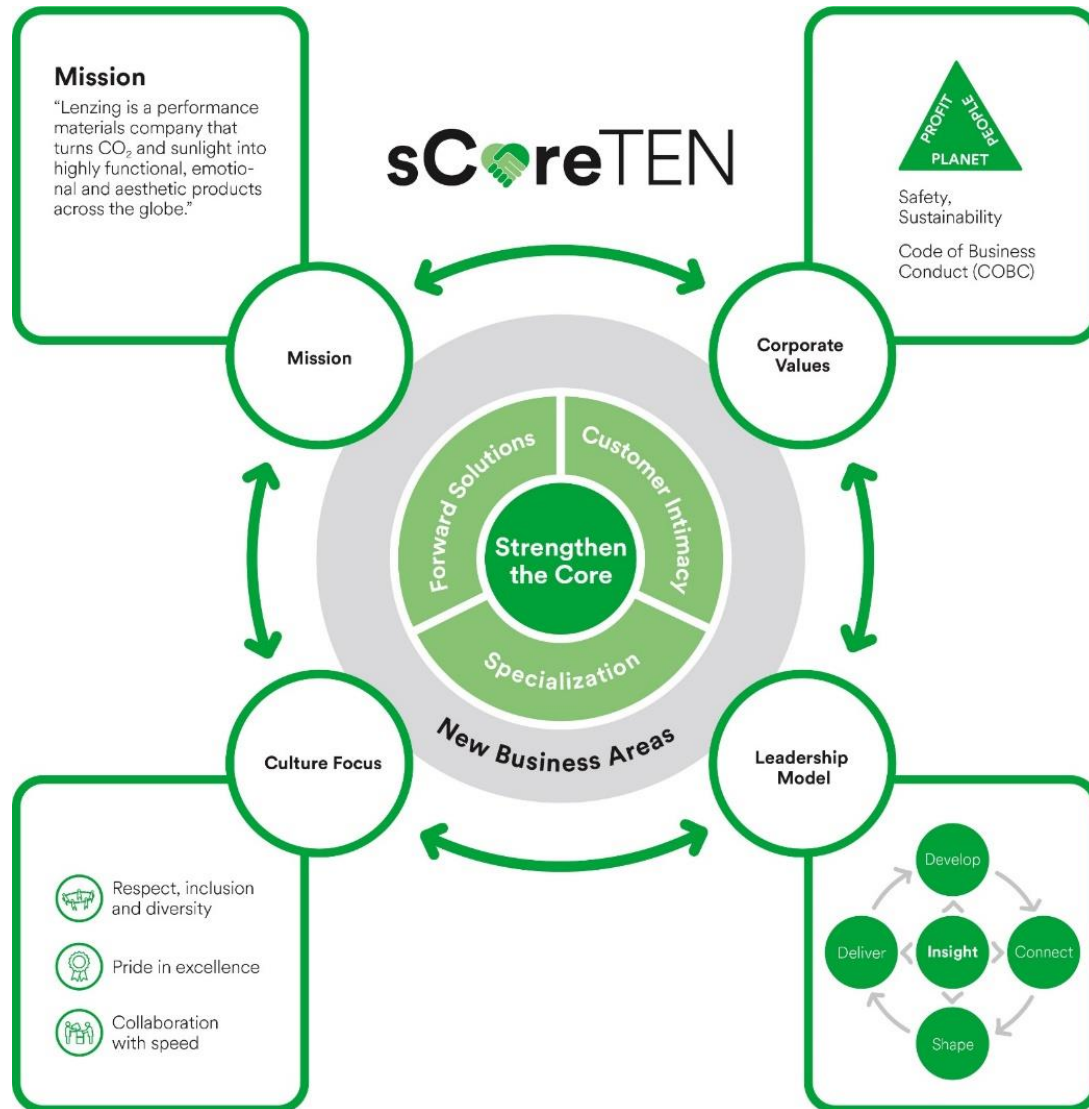 Mission
“Lenzing is a performance
materials company that
turns CO₂ and sunlight into
highly functional, emotio-
nal and aesthetic products
across the globe.”
sCoreTEN
PROFIT
PEOPLE
PLANET
Safety,
Sustainability
Code of Business
Conduct (COBC)
Mission
Corporate
Values
Forward Solutions
Customer Intimacy
Strengthen
the Core
Specialization
New Business Areas
Culture Focus
Leadership
Model
Respect, inclusion
and diversity
Pride in excellence
Collaboration
with speed
Develop
Deliver
Insight
Connect
Shape